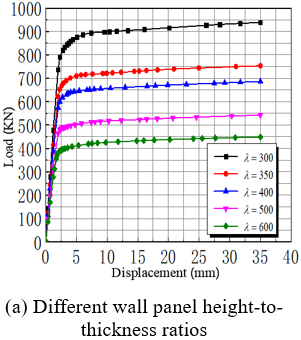 1000
900
800
700
600
500
400
300
200
100
0
Load (KN)
0 5 10 15 20 25 30 35 40
Displacement (mm)
λ = 300
λ = 350
λ = 400
λ = 500
λ = 600
(a) Different wall panel height-to-
thickness ratios